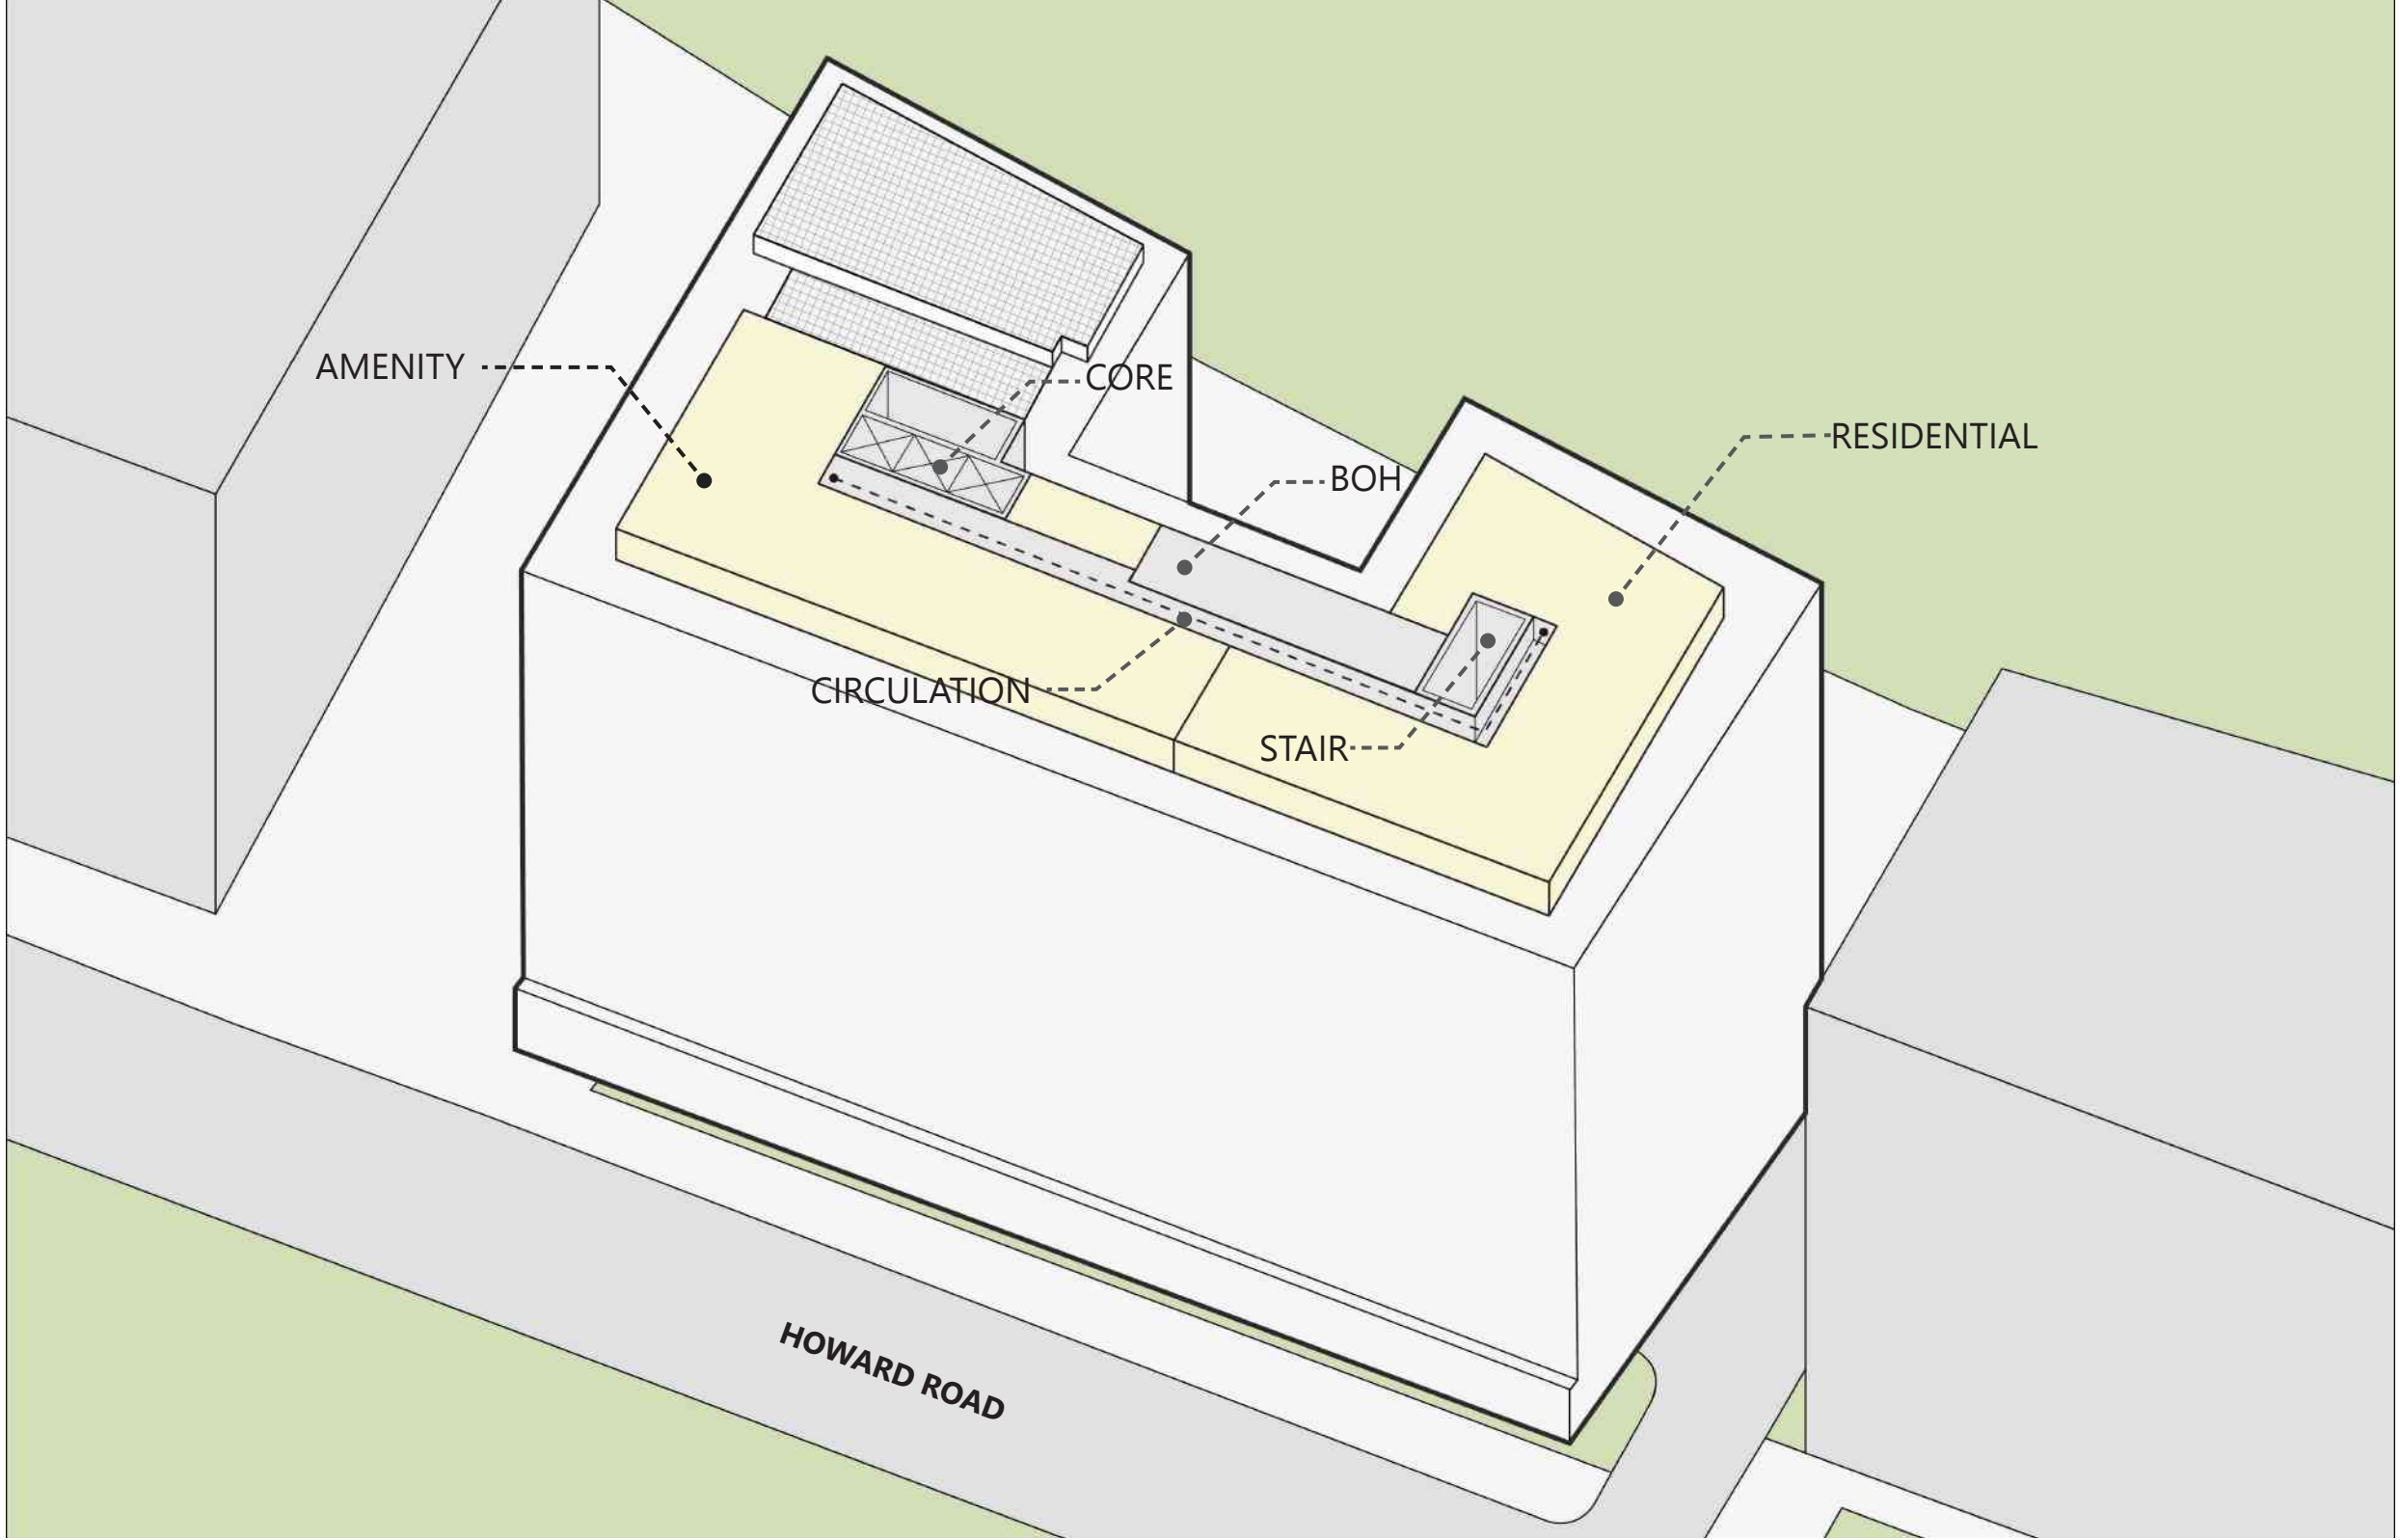 AMENITY
CORE
RESIDENTIAL
BOH
CIRCULATION
STAIR
HOWARD ROAD